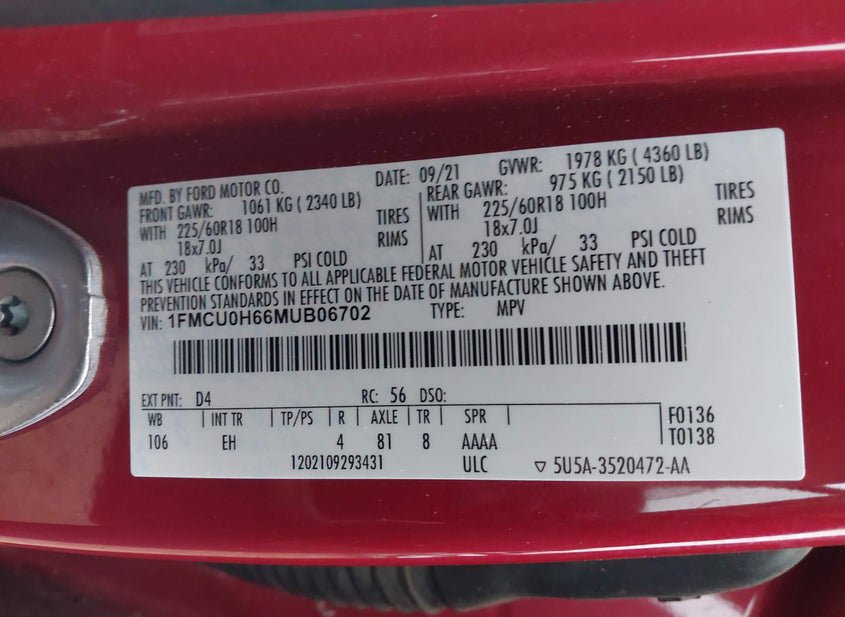 MFD. BY FORD MOTOR CO. DATE: 09/21 GVWR: 1978 KG ( 4360 LB)
FRONT GAWR: 1061 KG ( 2340 LB) REAR GAWR: 975 KG ( 2150 LB)
WITH 225/60R18 100H TIRES WITH 225/60R18 100H TIRES
18x7.0J RIMS 18x7.0J RIMS
AT 230 kPa/ 33 PSI COLD AT 230 kPa/ 33 PSI COLD
THIS VEHICLE CONFORMS TO ALL APPLICABLE FEDERAL MOTOR VEHICLE SAFETY AND THEFT
PREVENTION STANDARDS IN EFFECT ON THE DATE OF MANUFACTURE SHOWN ABOVE.
VIN: 1FMCU0H66MUB06702 TYPE: MPV
EXT PNT: D4 RC: 56 DSO:
WB INT TR TP/PS R AXLE TR SPR F0136
106 EH 4 81 8 AAAA T0138
1202109293431 ULC ▽ 5U5A-3520472-AA